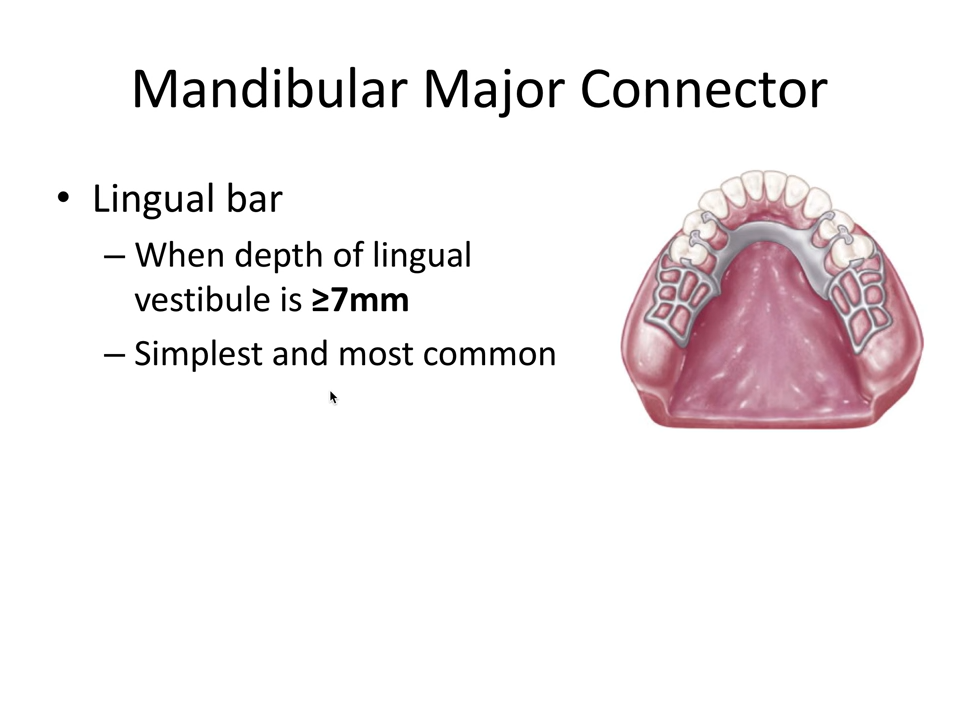 Mandibular Major Connector
• Lingual bar
– When depth of lingual
vestibule is ≥7mm
– Simplest and most common